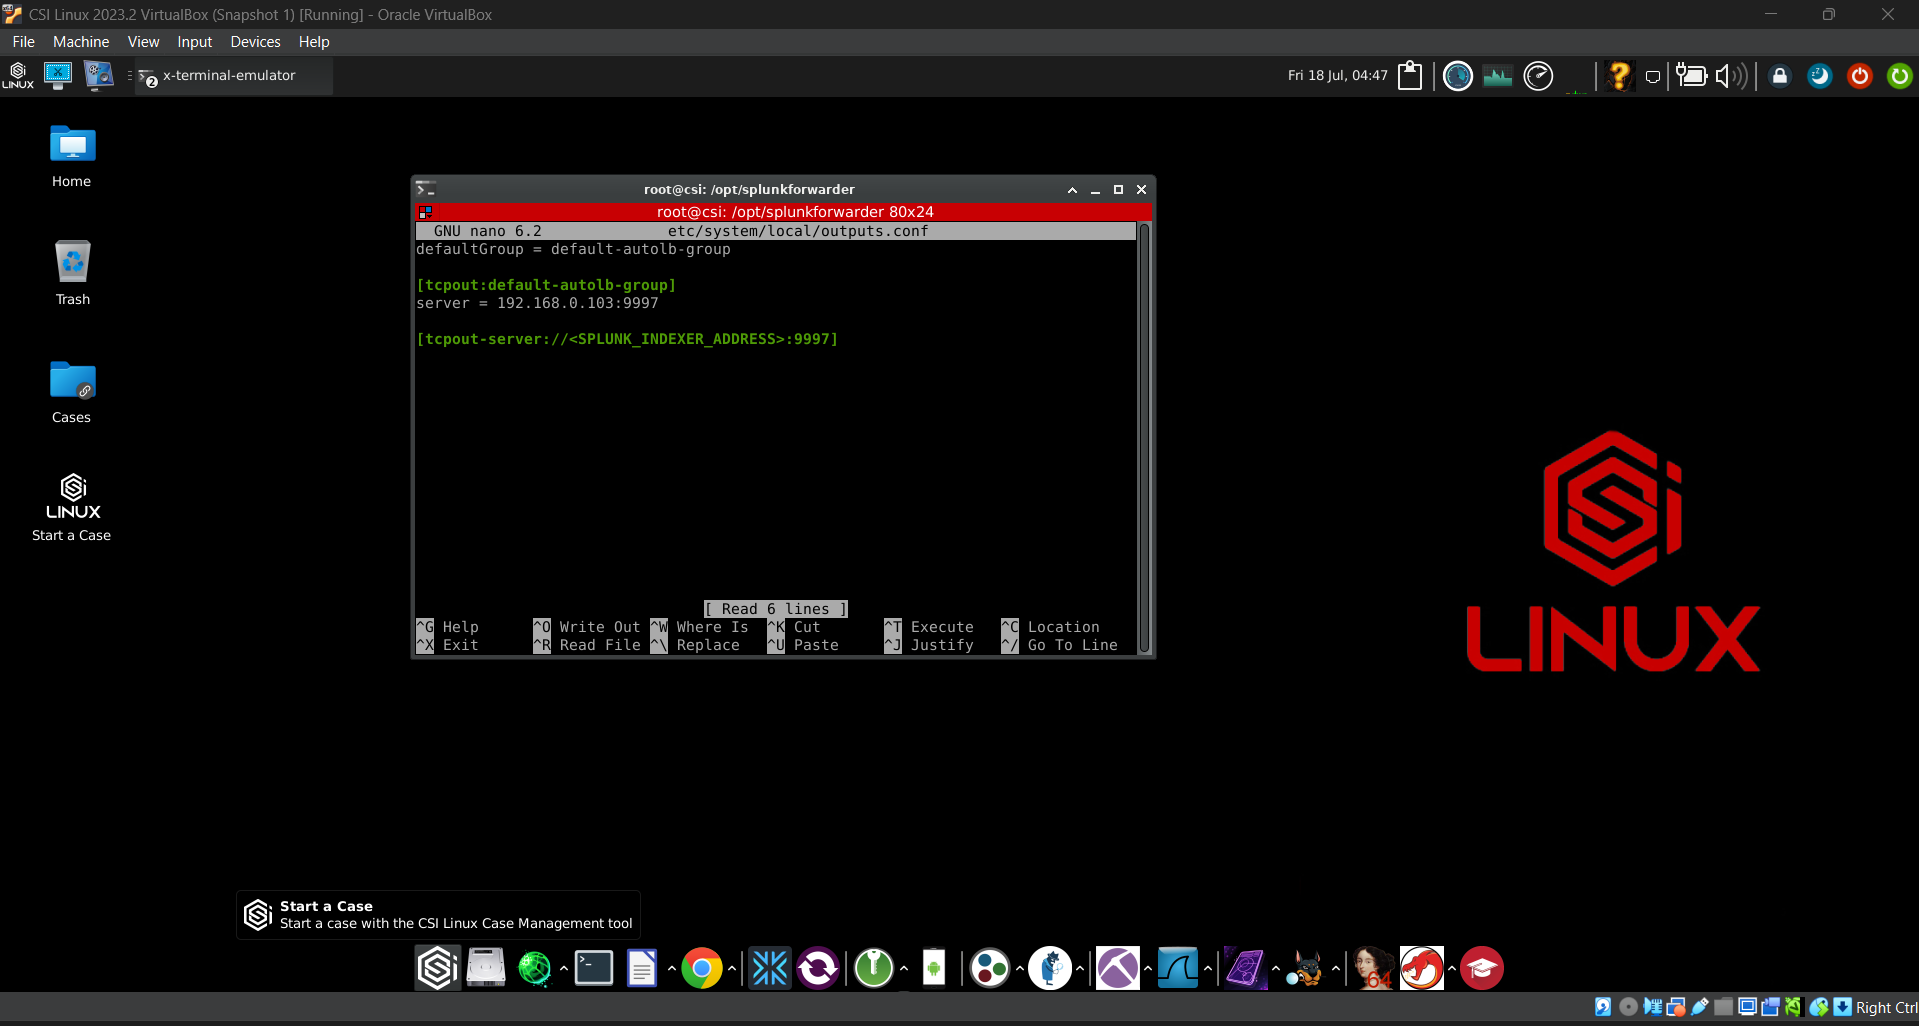 CSI Linux 2023.2 VirtualBox (Snapshot 1) [Running] - Oracle VirtualBox
File Machine View Input Devices Help
LINUX
2 x-terminal-emulator
Fri 18 Jul, 04:47
Home
Trash
Cases
LINUX
Start a Case
root@csi: /opt/splunkforwarder
root@csi: /opt/splunkforwarder 80x24
GNU nano 6.2 etc/system/local/outputs.conf
defaultGroup = default-autolb-group
[tcpout:default-autolb-group]
server = 192.168.0.103:9997
[tcpout-server://<SPLUNK_INDEXER_ADDRESS>:9997]
[ Read 6 lines ]
^G Help ^O Write Out ^W Where Is ^K Cut ^T Execute ^C Location
^X Exit ^R Read File ^\ Replace ^U Paste ^J Justify ^/ Go To Line
LINUX
Start a Case
Start a case with the CSI Linux Case Management tool
64
Right Ctrl